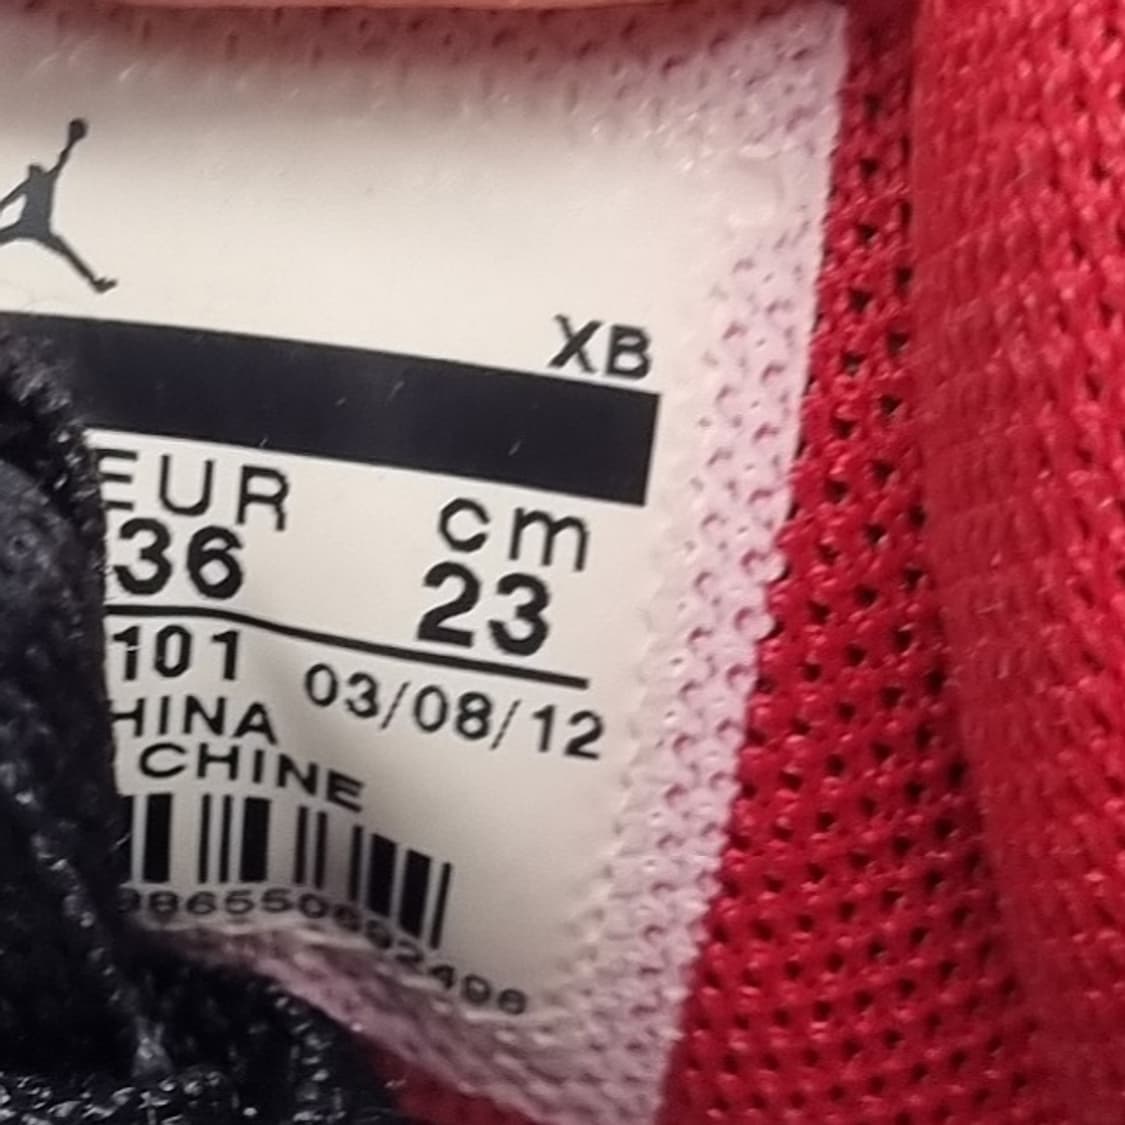 XB
EUR cm
36 23
101 03/08/12
HINA
CHINE